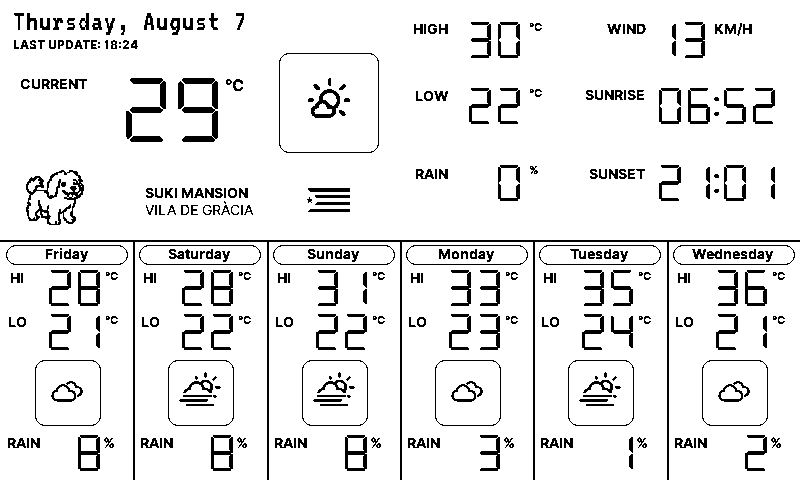 Thursday, August 7
LAST UPDATE: 18:24
CURRENT 29 °C
SUKI MANSION
VILA DE GRÀCIA
HIGH 30 °C
LOW 22 °C
RAIN 0 %
WIND 13 KM/H
SUNRISE 06:52
SUNSET 21:01
Friday
HI 28 °C
LO 21 °C
RAIN 8 %
Saturday
HI 28 °C
LO 22 °C
RAIN 8 %
Sunday
HI 31 °C
LO 22 °C
RAIN 8 %
Monday
HI 33 °C
LO 23 °C
RAIN 3 %
Tuesday
HI 35 °C
LO 24 °C
RAIN 1 %
Wednesday
HI 36 °C
LO 21 °C
RAIN 2 %